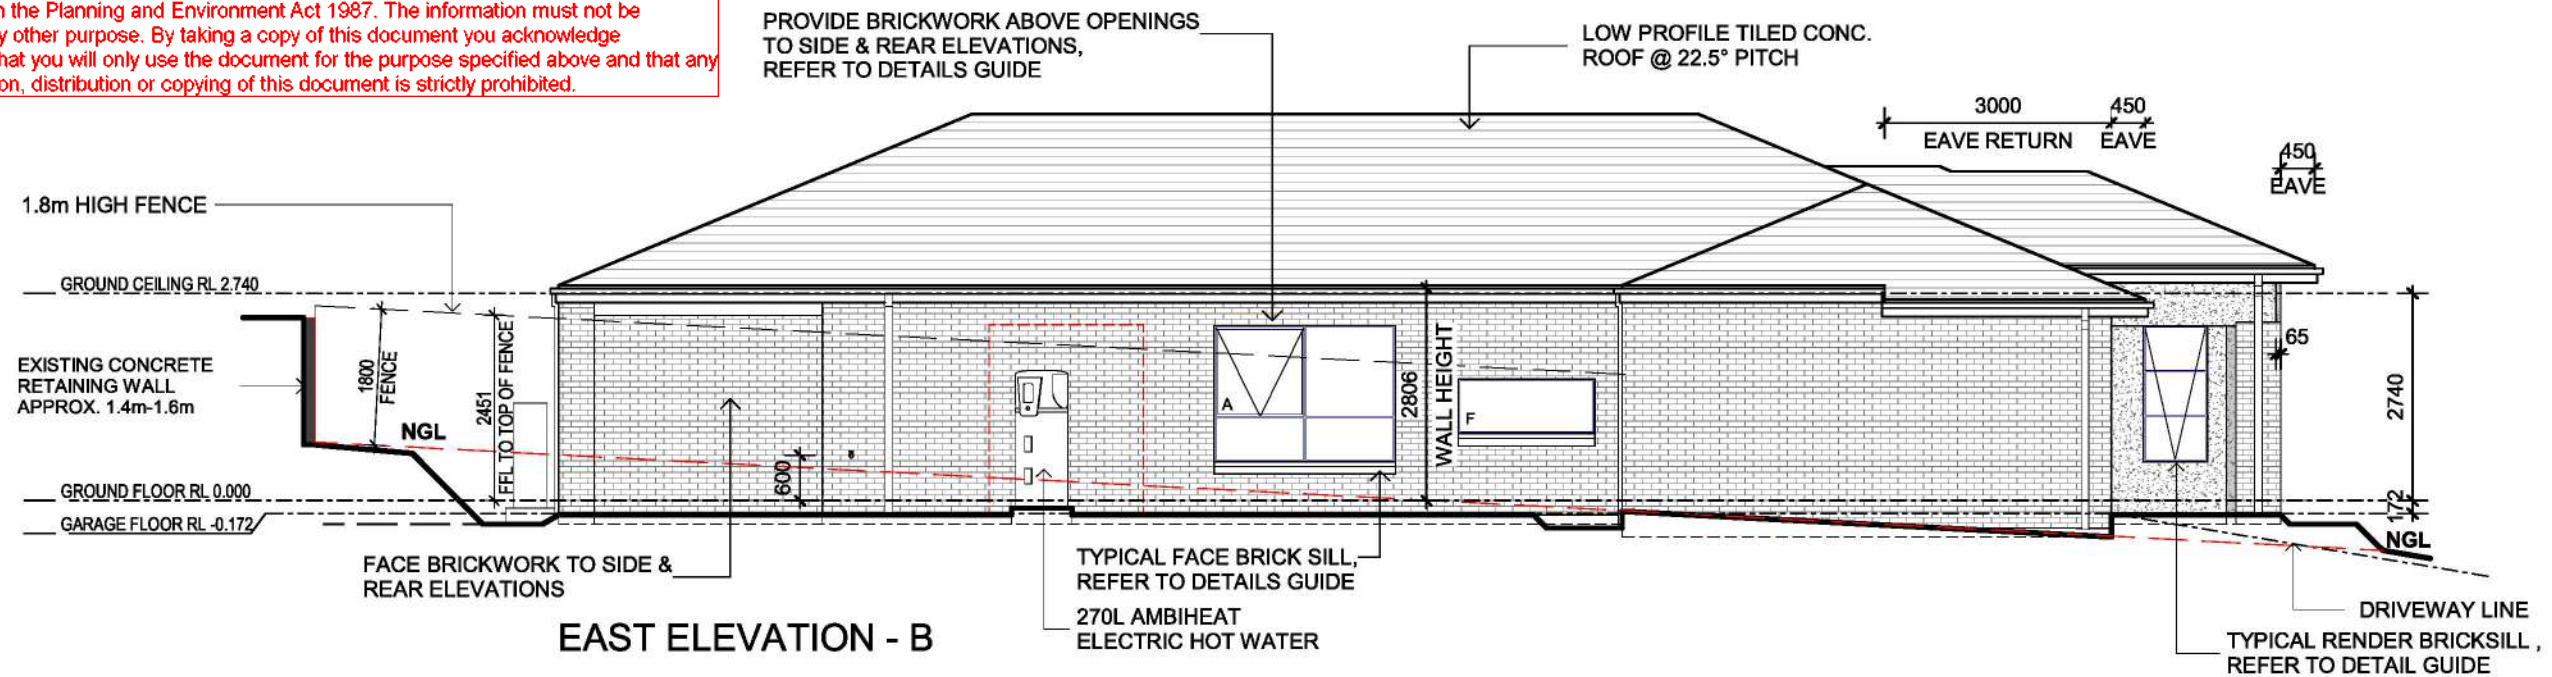 n the Planning and Environment Act 1987. The information must not be
y other purpose. By taking a copy of this document you acknowledge
hat you will only use the document for the purpose specified above and that any
on, distribution or copying of this document is strictly prohibited.
PROVIDE BRICKWORK ABOVE OPENINGS
TO SIDE & REAR ELEVATIONS,
REFER TO DETAILS GUIDE
LOW PROFILE TILED CONC.
ROOF @ 22.5° PITCH
3000
450
EAVE RETURN
EAVE
450
EAVE
1.8m HIGH FENCE
GROUND CEILING RL 2.740
EXISTING CONCRETE
RETAINING WALL
APPROX. 1.4m-1.6m
1800
FENCE
2451
FFL TO TOP OF FENCE
NGL
GROUND FLOOR RL 0.000
GARAGE FLOOR RL -0.172
600
A
2806
WALL HEIGHT
F
65
2740
172
NGL
FACE BRICKWORK TO SIDE &
REAR ELEVATIONS
TYPICAL FACE BRICK SILL,
REFER TO DETAILS GUIDE
270L AMBIHEAT
ELECTRIC HOT WATER
DRIVEWAY LINE
TYPICAL RENDER BRICKSILL ,
REFER TO DETAIL GUIDE
EAST ELEVATION - B